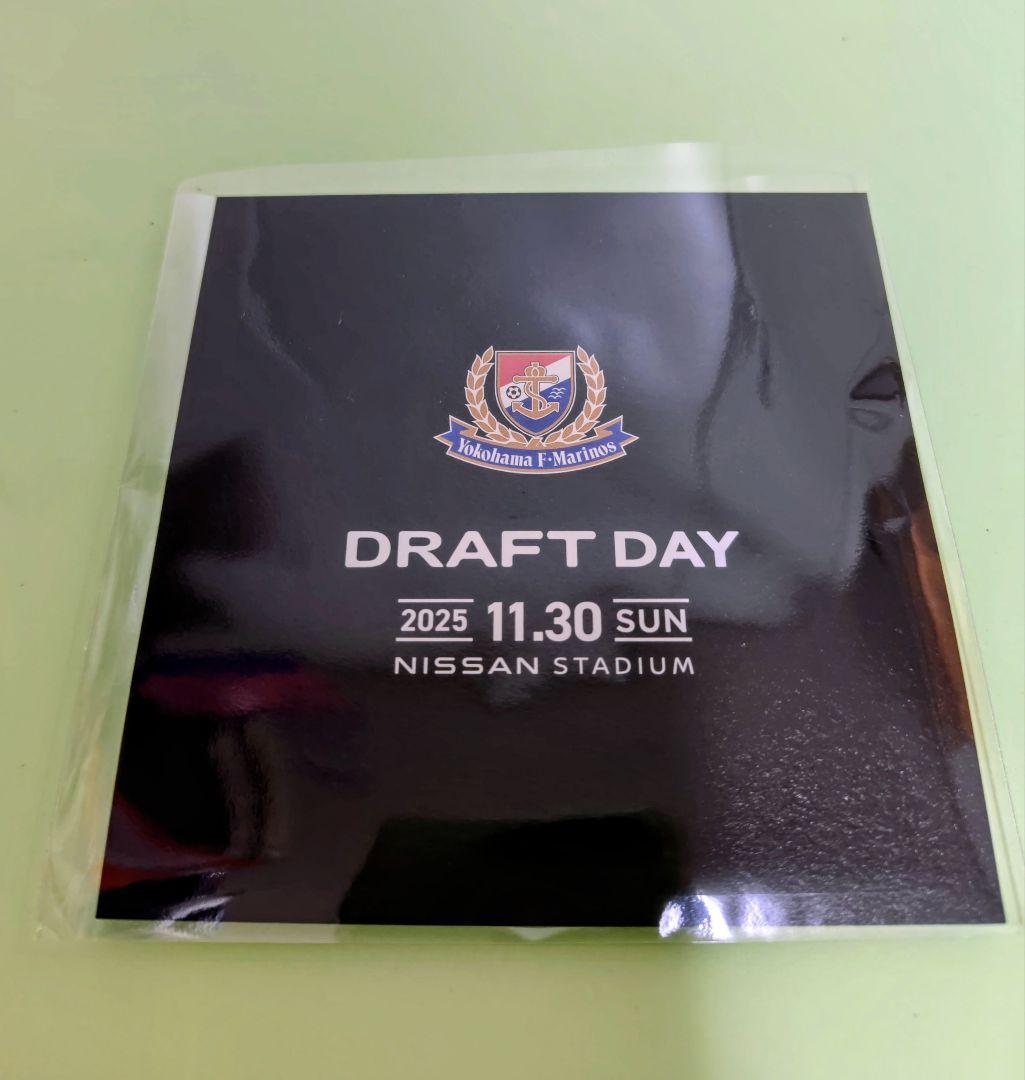 Yokohama F·Marinos
DRAFT DAY
2025 11.30 SUN
NISSAN STADIUM